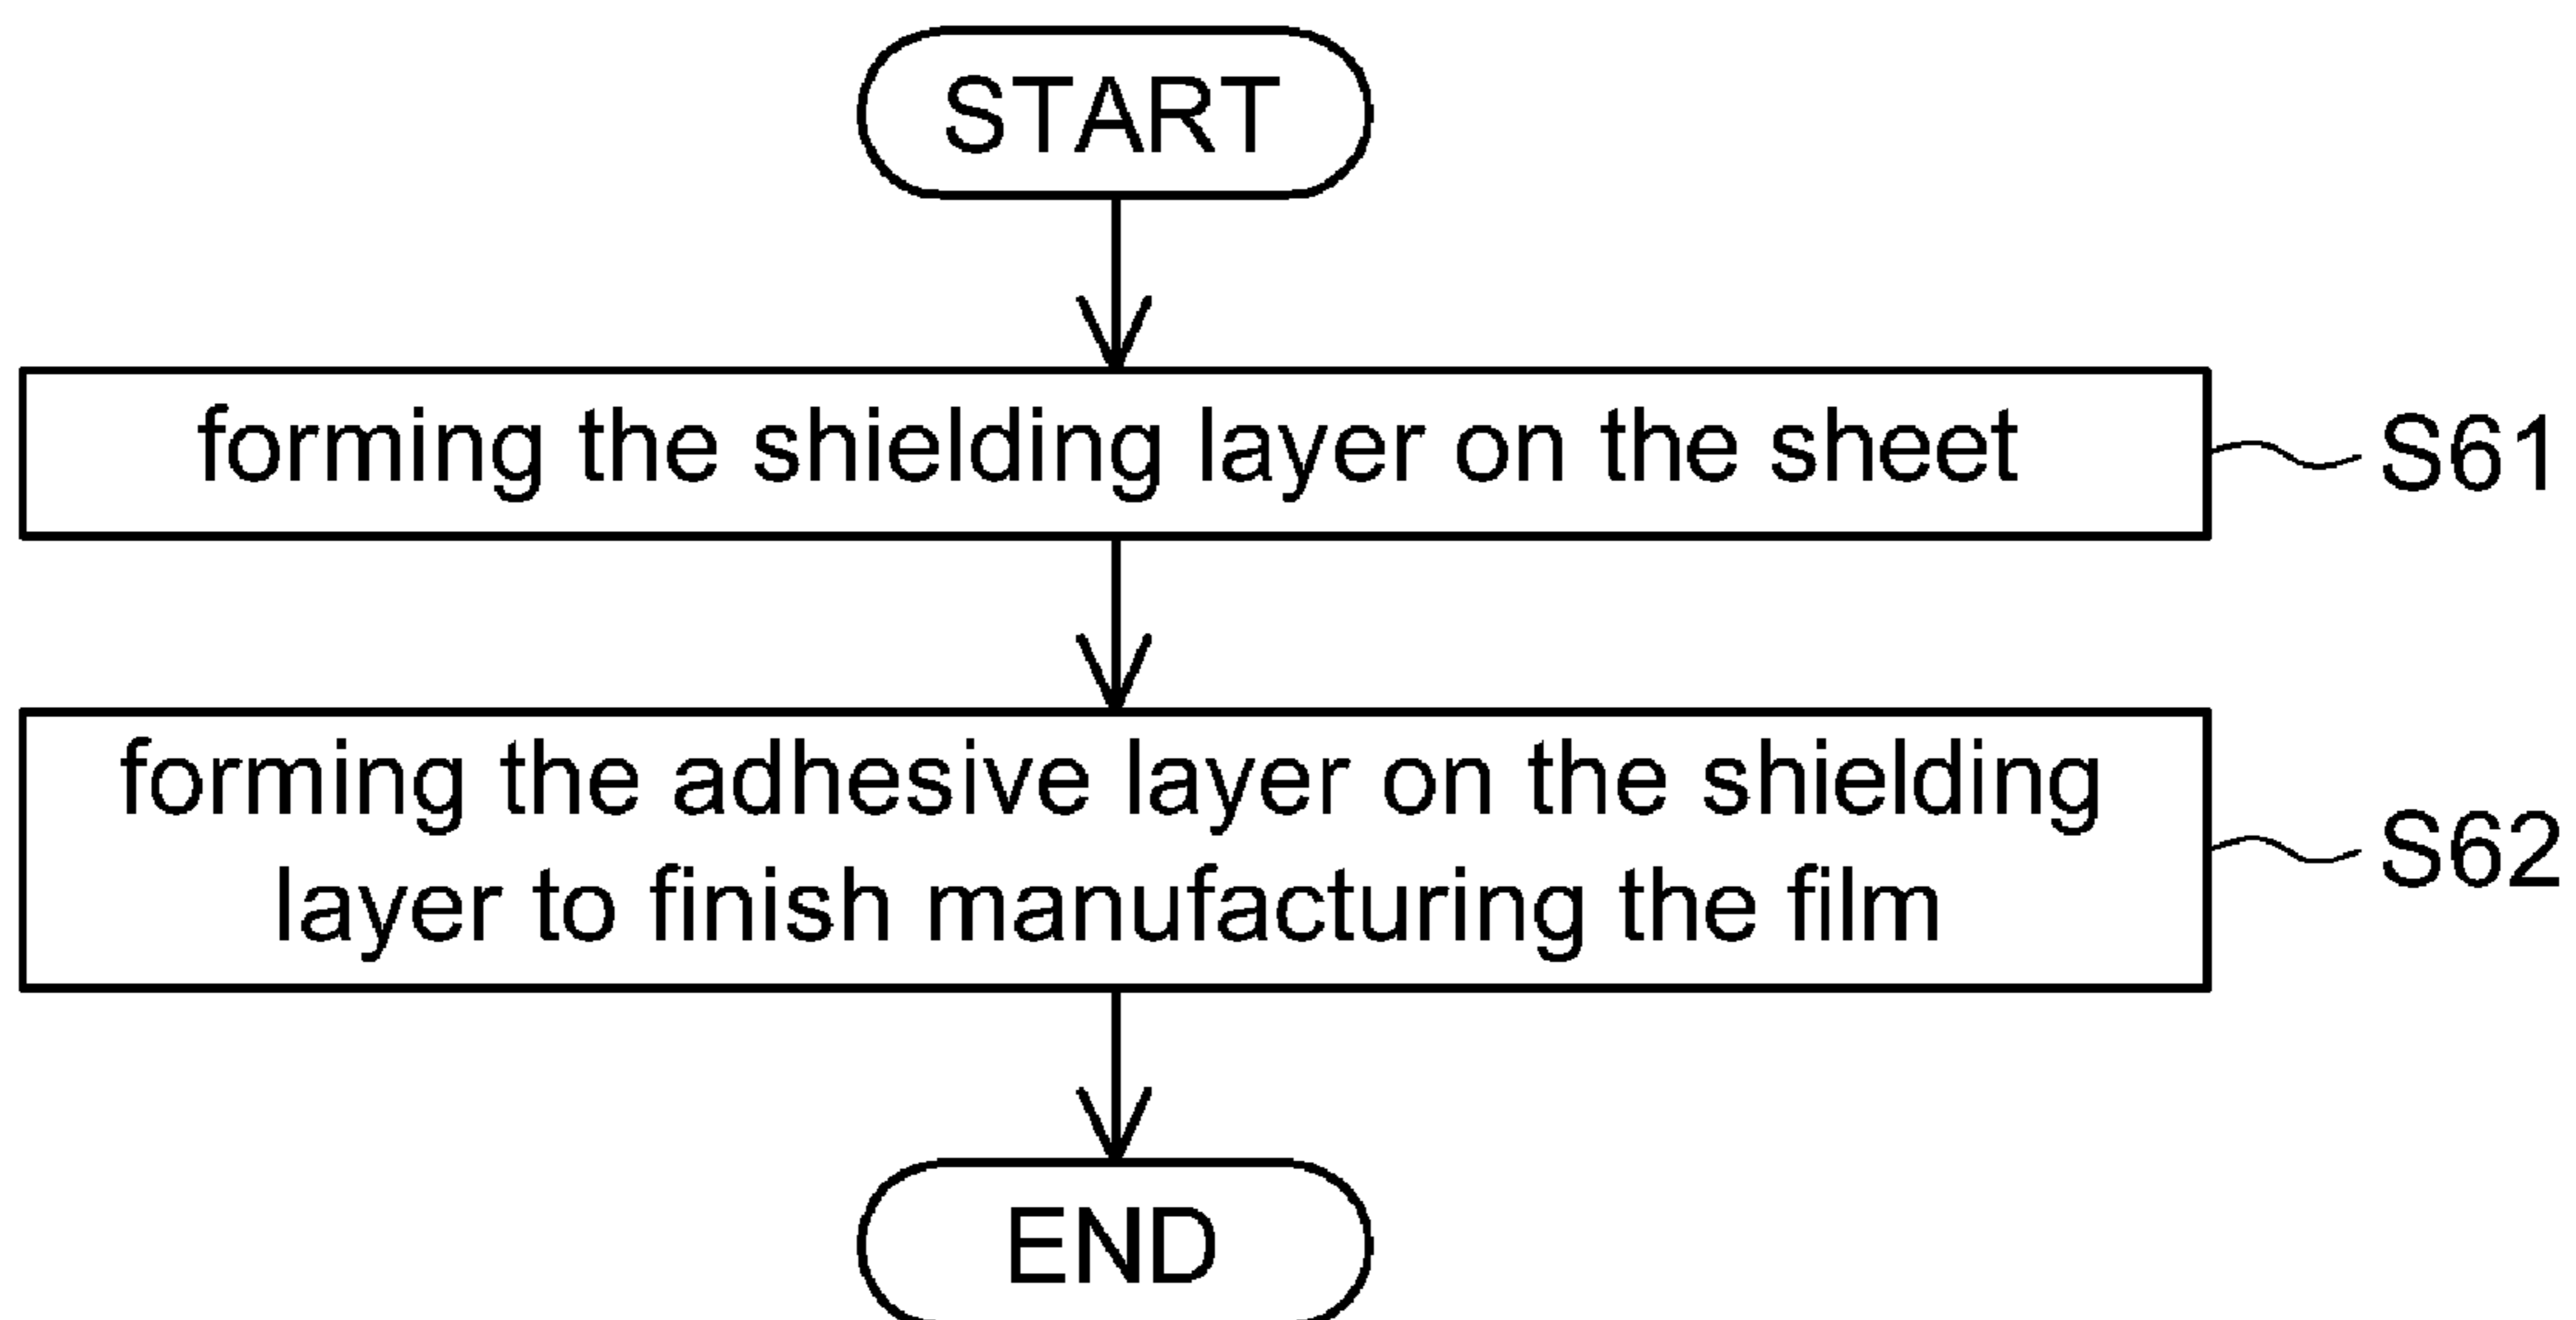 START
forming the shielding layer on the sheet
S61
forming the adhesive layer on the shielding
layer to finish manufacturing the film
S62
END